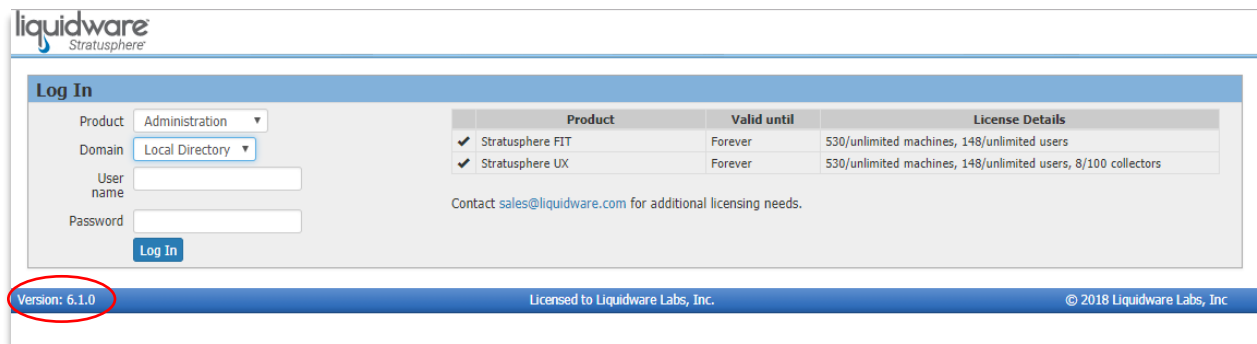 liquidware
Stratusphere
Log In
Product Administration
Domain Local Directory
User name
Password
Log In
Product Valid until License Details
✔ Stratusphere FIT Forever 530/unlimited machines, 148/unlimited users
✔ Stratusphere UX Forever 530/unlimited machines, 148/unlimited users, 8/100 collectors
Contact sales@liquidware.com for additional licensing needs.
Version: 6.1.0 Licensed to Liquidware Labs, Inc. © 2018 Liquidware Labs, Inc